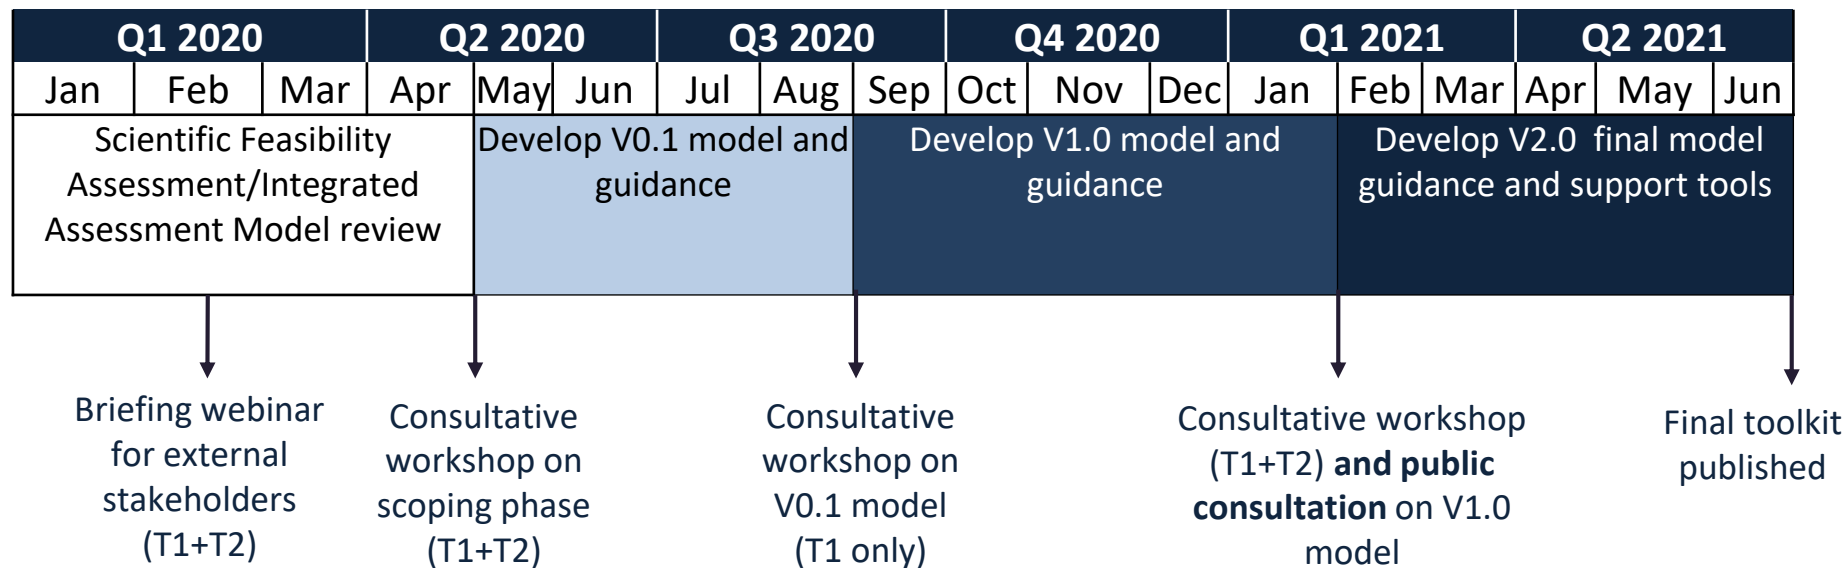 Q1 2020 Q2 2020 Q3 2020 Q4 2020 Q1 2021 Q2 2021
Jan Feb Mar Apr May Jun Jul Aug Sep Oct Nov Dec Jan Feb Mar Apr May Jun
Scientific Feasibility
Assessment/Integrated
Assessment Model review
Develop V0.1 model and
guidance
Develop V1.0 model and
guidance
Develop V2.0 final model
guidance and support tools
Briefing webinar
for external
stakeholders
(T1+T2)
Consultative
workshop on
scoping phase
(T1+T2)
Consultative
workshop on
V0.1 model
(T1 only)
Consultative workshop
(T1+T2) and public
consultation on V1.0
model
Final toolkit
published